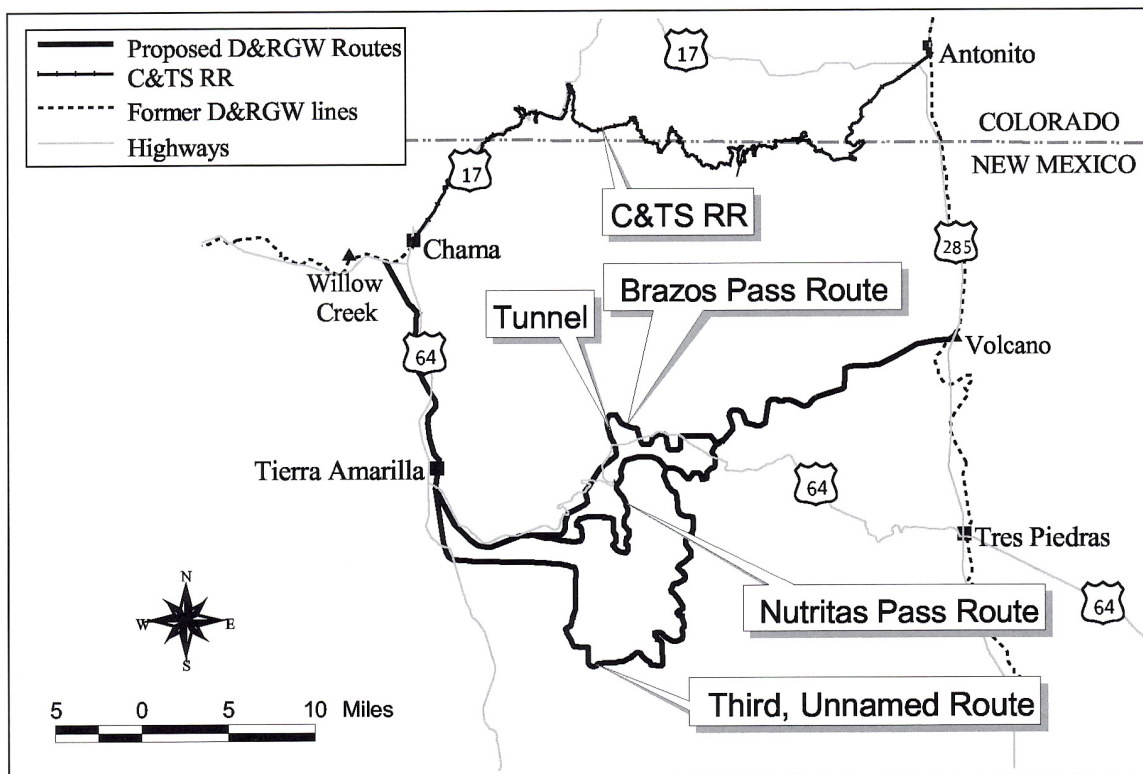 Proposed D&RGW Routes
C&TS RR
Former D&RGW lines
Highways
17
Antonito
COLORADO
NEW MEXICO
17
C&TS RR
285
Chama
Willow
Creek
Brazos Pass Route
Tunnel
64
Volcano
Tierra Amarilla
64
Tres Piedras
Nutritas Pass Route
64
N
W
E
S
Third, Unnamed Route
5 0 5 10 Miles